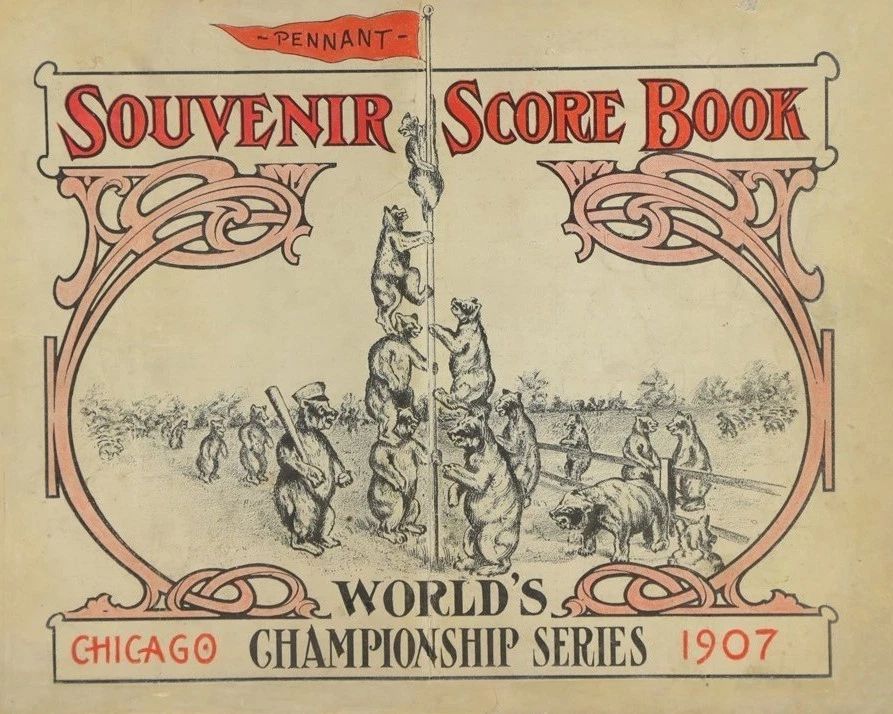 - PENNANT -
SOUVENIR SCORE BOOK
WORLD'S
CHICAGO CHAMPIONSHIP SERIES 1907